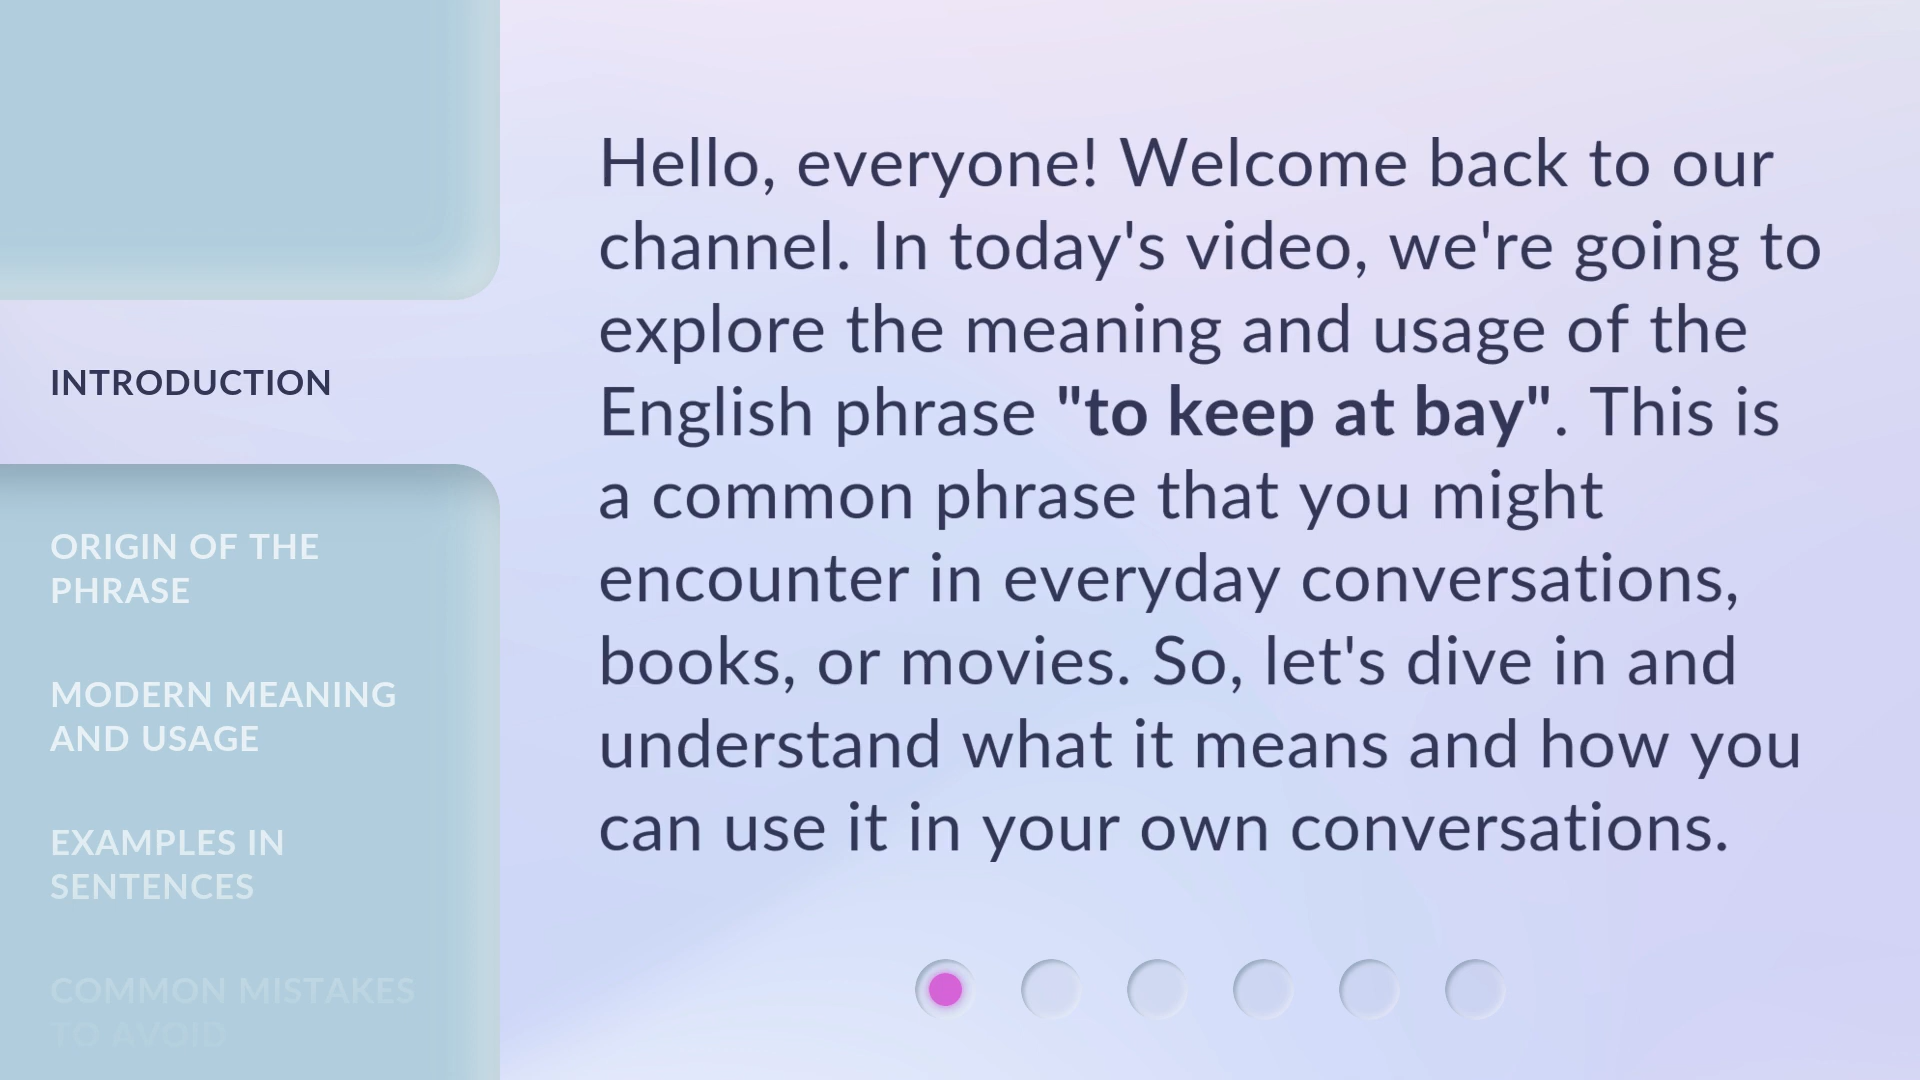 INTRODUCTION
ORIGIN OF THE
PHRASE
MODERN MEANING
AND USAGE
EXAMPLES IN
SENTENCES
COMMON MISTAKES
TO AVOID
Hello, everyone! Welcome back to our
channel. In today's video, we're going to
explore the meaning and usage of the
English phrase "to keep at bay". This is
a common phrase that you might
encounter in everyday conversations,
books, or movies. So, let's dive in and
understand what it means and how you
can use it in your own conversations.